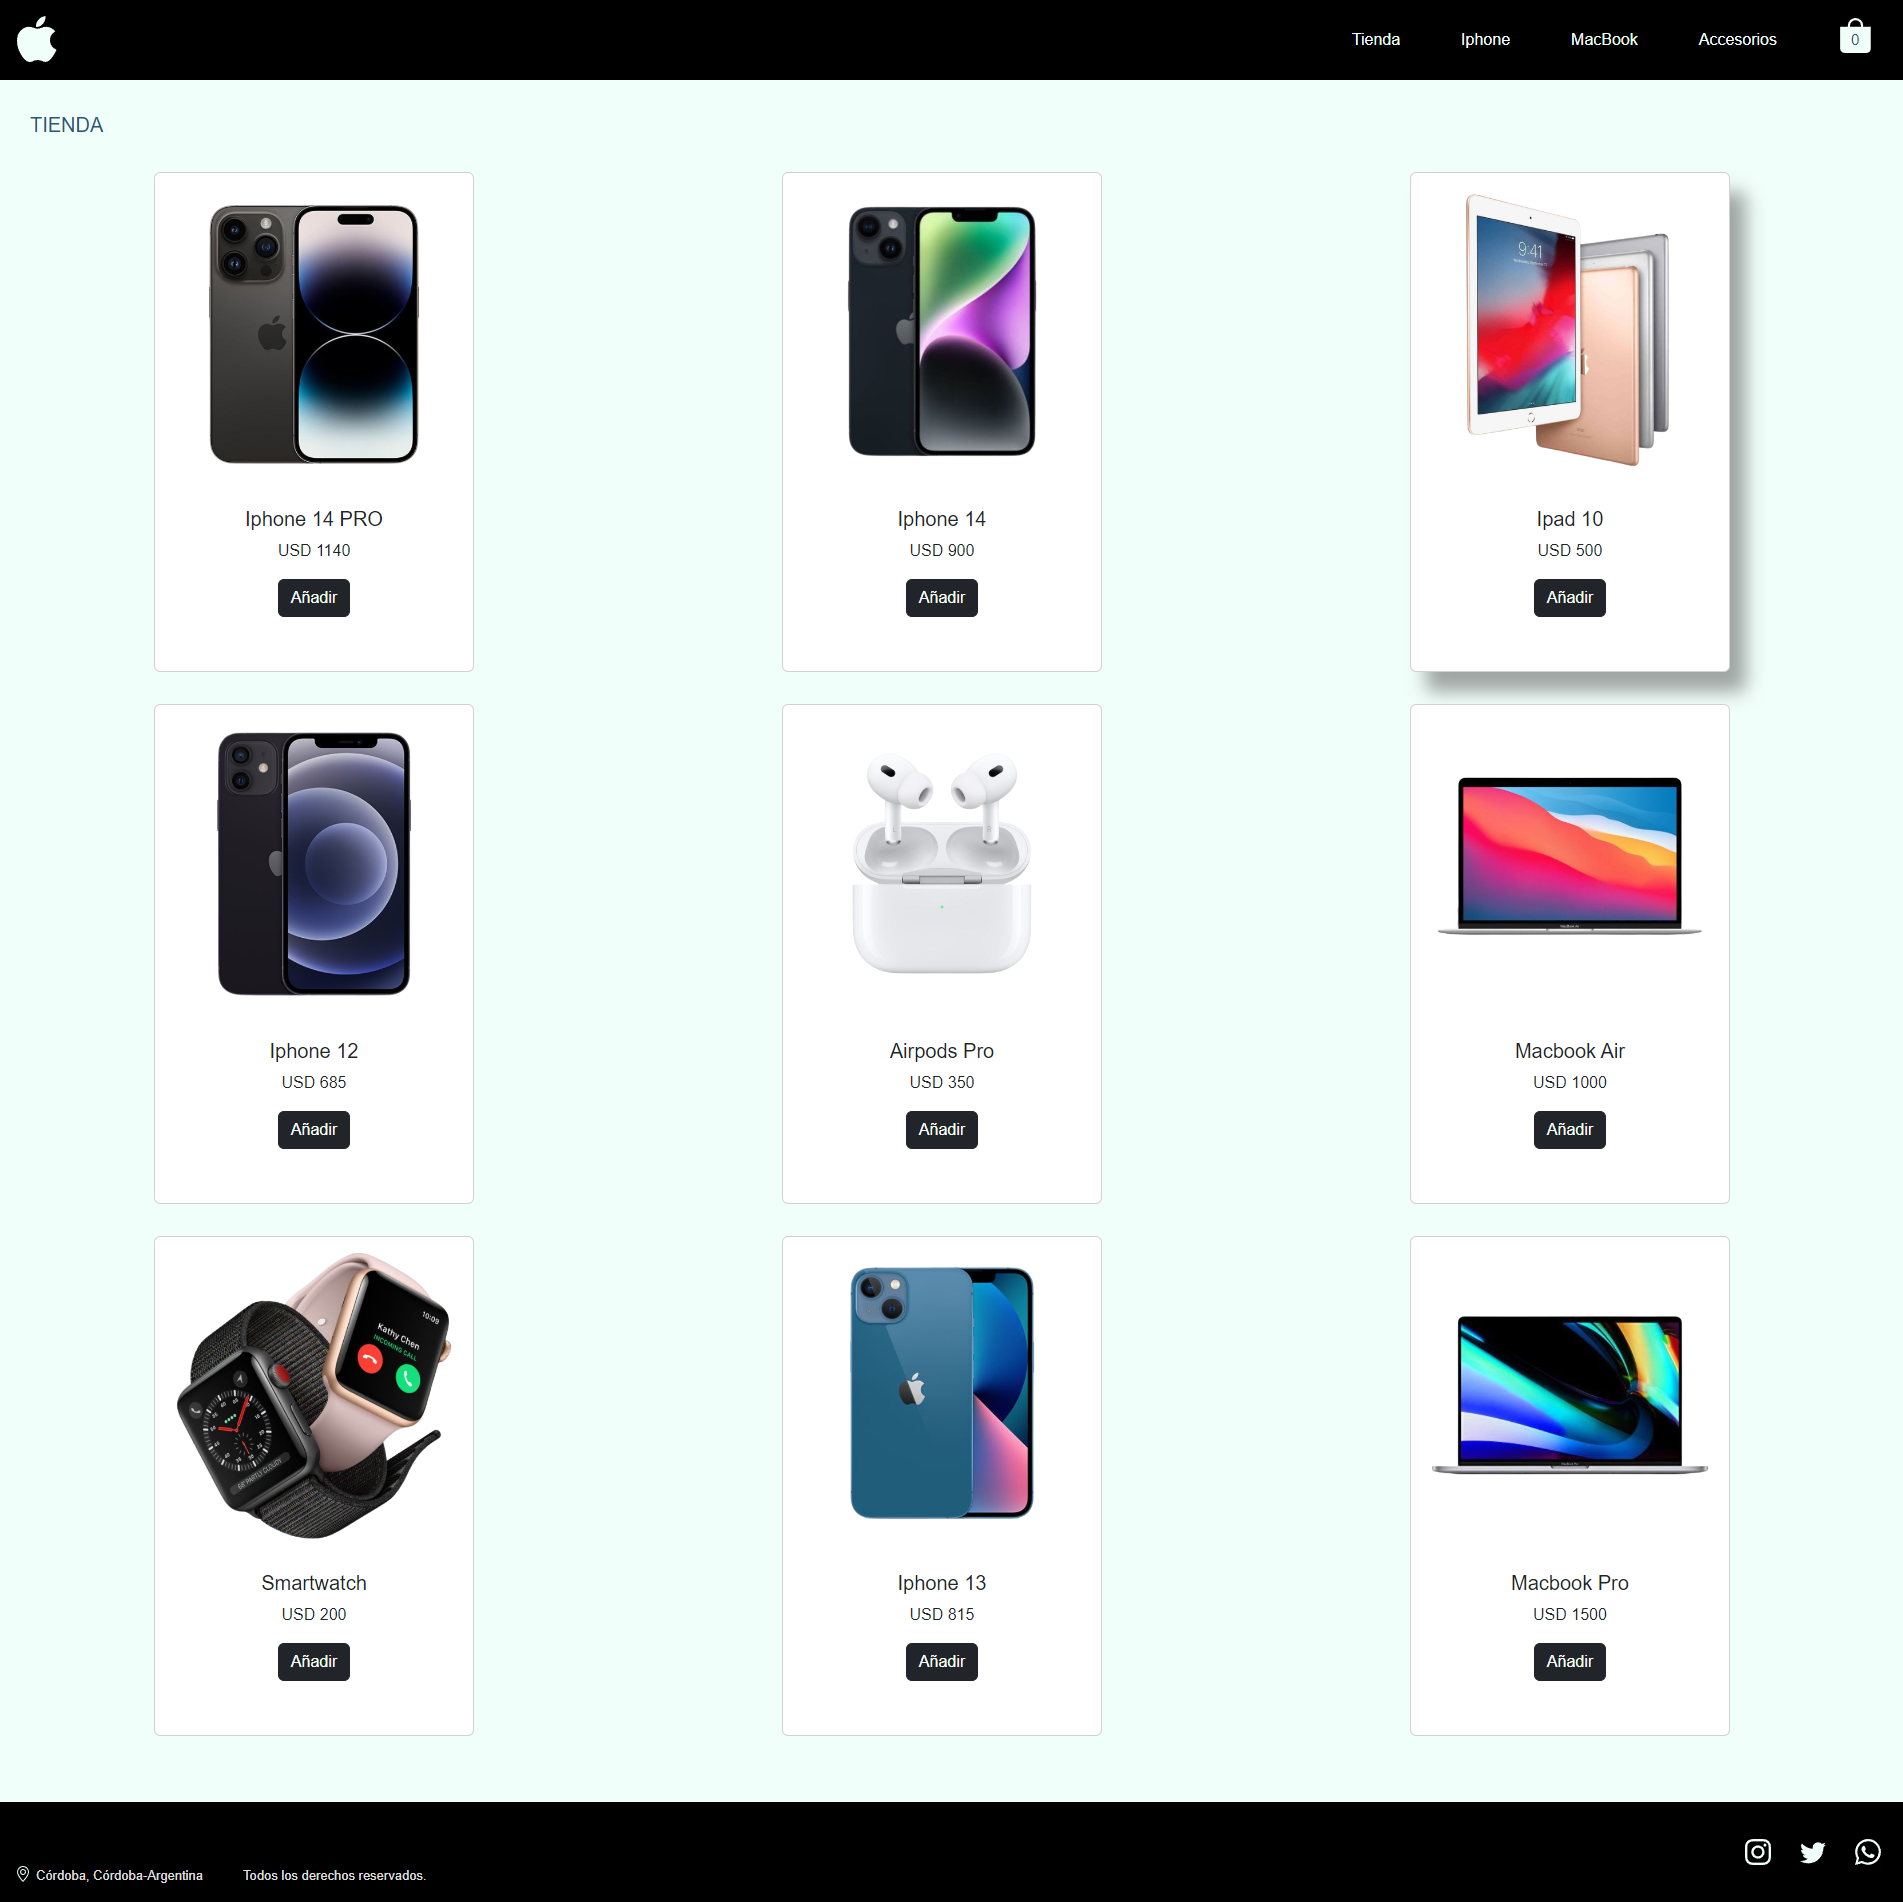 Tienda
Iphone
MacBook
Accesorios
0
TIENDA
Iphone 14 PRO
USD 1140
Añadir
Iphone 14
USD 900
Añadir
9:41
Ipad 10
USD 500
Añadir
Iphone 12
USD 685
Añadir
Airpods Pro
USD 350
Añadir
Macbook Air
USD 1000
Añadir
10:09
Kathy Chen
INCOMING CALL
68° PARTLY CLOUDY
Smartwatch
USD 200
Añadir
Iphone 13
USD 815
Añadir
Macbook Pro
USD 1500
Añadir
Córdoba, Córdoba-Argentina
Todos los derechos reservados.